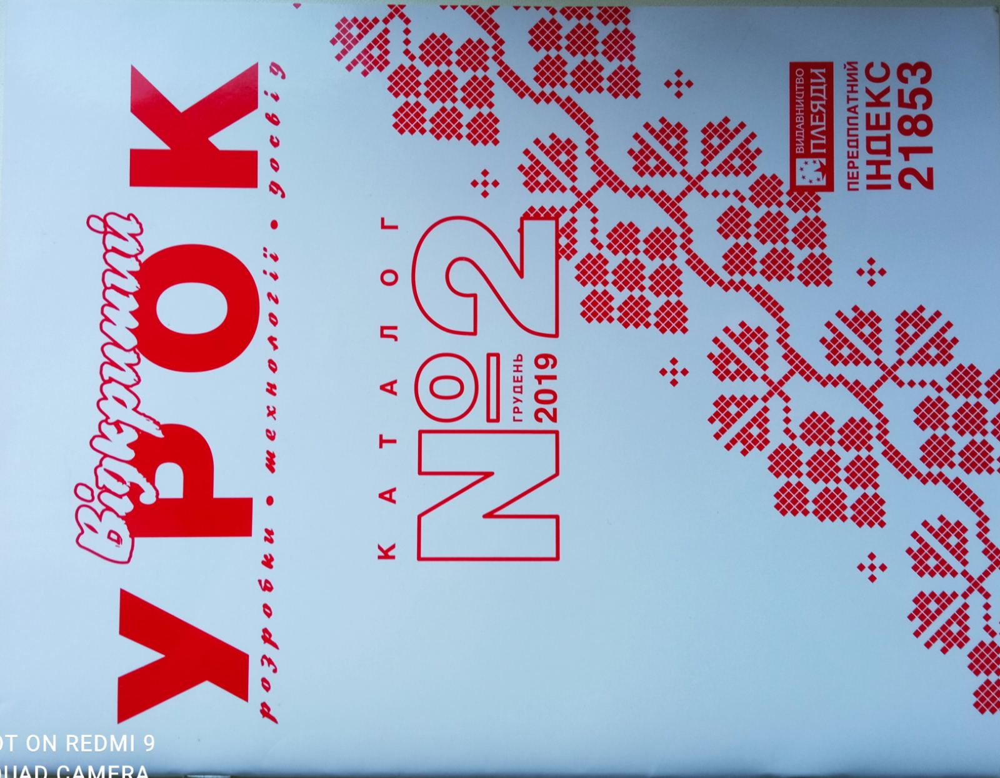 Відкритий
УРОК
розробки • технології • досвід
КАТАЛОГ
№2
ГРУДЕНЬ
2019
ВИДАВНИЦТВО
ПЛЕЯДИ
ПЕРЕДПЛАТНИЙ
ІНДЕКС
21853
OT ON REDMI 9
QUAD CAMERA